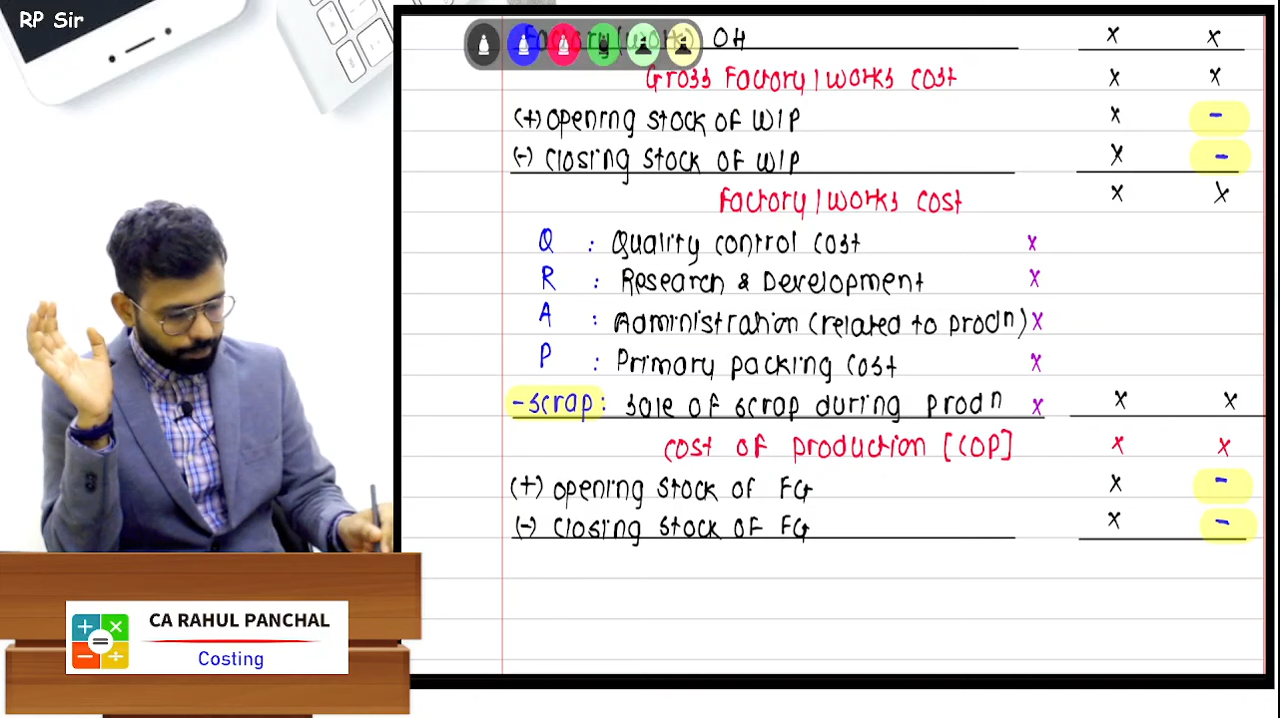 RP Sir
OH x x
Gross Factory/works cost x x
(+) opening stock of WIP x -
(-) closing stock of WIP x -
Factory/works cost x x
Q : Quality control cost x
R : Research & Development x
A : Administration (related to prodn) x
P : Primary packing cost x
-scrap: sale of scrap during prodn x x x
cost of production [COP] x x
(+) opening stock of FG x -
(-) closing stock of FG x -
CA RAHUL PANCHAL
Costing